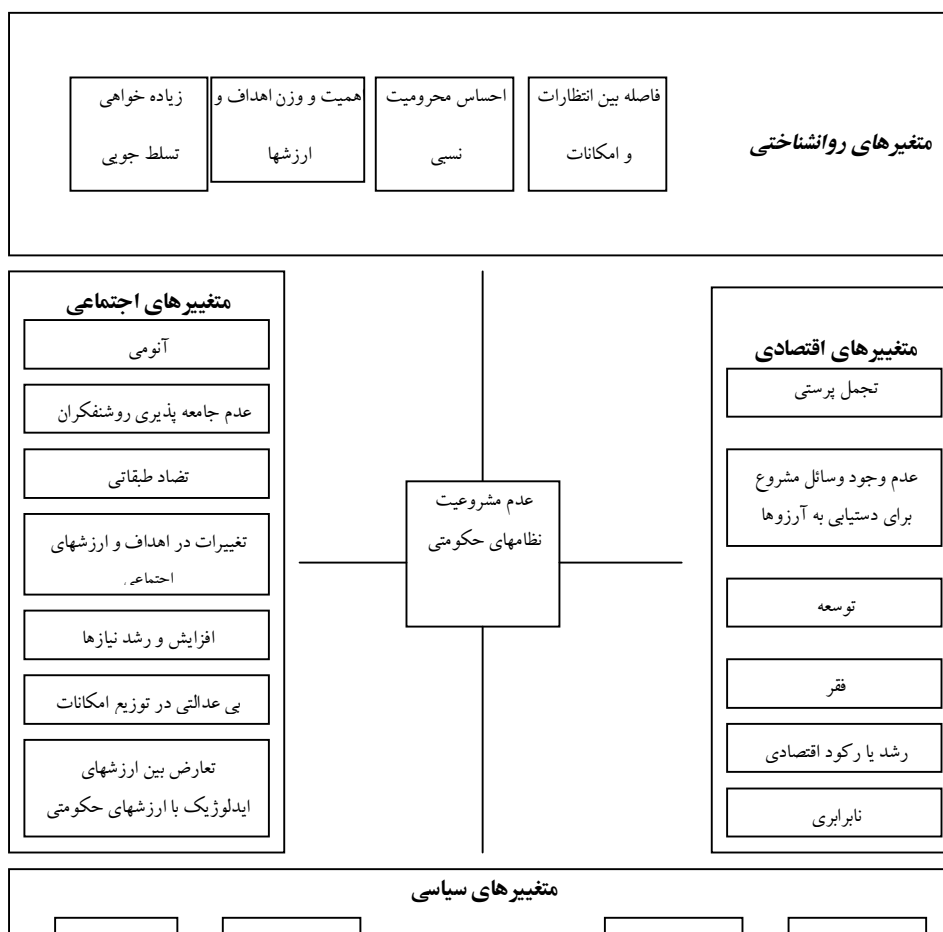 متغیرهای روانشناختی
فاصله بین انتظارات
و امکانات
احساس محرومیت
نسبی
همیت و وزن اهداف و
ارزشها
زیاده خواهی
تسلط جویی
متغییرهای اقتصادی
تجمل پرستی
عدم وجود وسائل مشروع
برای دستیابی به آرزوها
توسعه
فقر
رشد یا رکود اقتصادی
نابرابری
عدم مشروعیت
نظامهای حکومتی
متغییرهای اجتماعی
آنومی
عدم جامعه پذیری روشنفکران
تضاد طبقاتی
تغییرات در اهداف و ارزشهای
اجتماعی
افزایش و رشد نیازها
بی عدالتی در توزیع امکانات
تعارض بین ارزشهای
ایدلوژیک با ارزشهای حکومتی
متغییرهای سیاسی